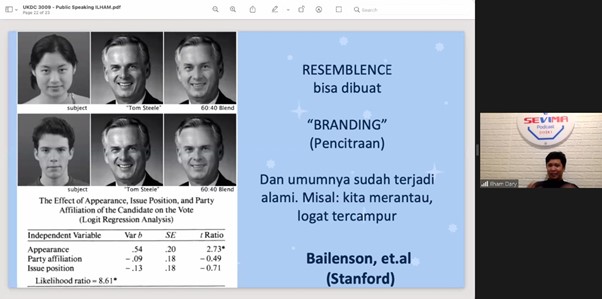 UKDC 3009 - Public Speaking ILHAM.pdf
Page 22 of 23
Search
subject "Tom Steele" 60:40 Blend
subject "Tom Steele" 60:40 Blend
The Effect of Appearance, Issue Position, and Party
Affiliation of the Candidate on the Vote
(Logit Regression Analysis)
Independent Variable Var b SE t Ratio
Appearance .54 .20 2.73*
Party affiliation -.09 .18 -0.49
Issue position -.13 .18 -0.71
Likelihood ratio = 8.61*
RESEMBLENCE
bisa dibuat
“BRANDING”
(Pencitraan)
Dan umumnya sudah terjadi
alami. Misal: kita merantau,
logat tercampur
Bailenson, et.al
(Stanford)
SEVIMA
Podcast
Ilham Dary